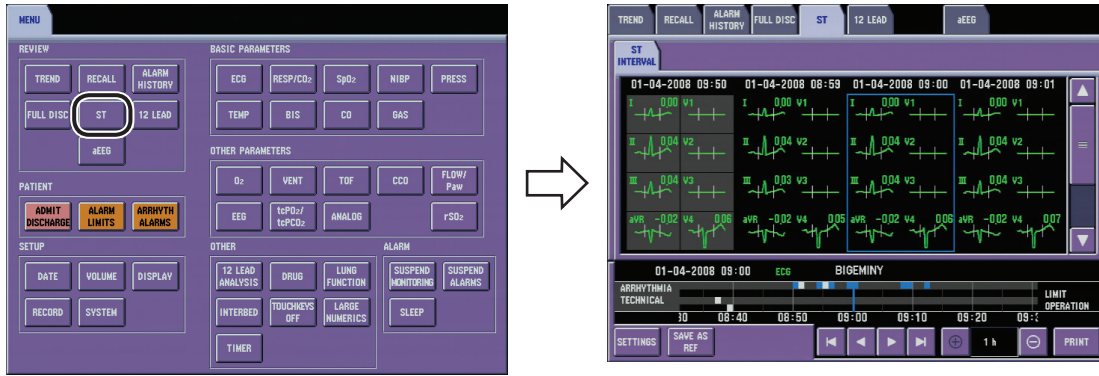 MENU
REVIEW
TREND RECALL ALARM HISTORY
FULL DISC ST 12 LEAD
aEEG
PATIENT
ADMIT DISCHARGE ALARM LIMITS ARRHYTH ALARMS
SETUP
DATE VOLUME DISPLAY
RECORD SYSTEM
BASIC PARAMETERS
ECG RESP/CO2 SpO2 NIBP PRESS
TEMP BIS CO GAS
OTHER PARAMETERS
O2 VENT TOF CCO FLOW/Paw
EEG tcPO2/tcPCO2 ANALOG rSO2
OTHER
12 LEAD ANALYSIS DRUG LUNG FUNCTION
INTERBED TOUCHKEYS OFF LARGE NUMERICS
TIMER
ALARM
SUSPEND MONITORING SUSPEND ALARMS
SLEEP
TREND RECALL ALARM HISTORY FULL DISC ST 12 LEAD aEEG
ST INTERVAL
01-04-2008 09:50 01-04-2008 08:59 01-04-2008 09:00 01-04-2008 09:01
I 0.00 V1 I 0.00 V1 I 0.00 V1 I 0.00 V1
II 0.04 V2 II 0.04 V2 II 0.04 V2 II 0.04 V2
III 0.04 V3 III 0.03 V3 III 0.04 V3 III 0.04 V3
aVR -0.02 V4 0.06 aVR -0.02 V4 0.05 aVR -0.02 V4 0.06 aVR -0.02 V4 0.07
01-04-2008 09:00 ECG BIGEMINY
ARRHYTHMIA
TECHNICAL
LIMIT
OPERATION
30 08:40 08:50 09:00 09:10 09:20 09:
SETTINGS SAVE AS REF 1 h PRINT